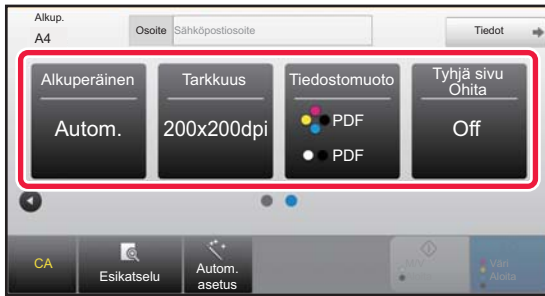 Alkup.
A4
Osoite
Sähköpostiosoite
Tiedot
Alkuperäinen
Autom.
Tarkkuus
200x200dpi
Tiedostomuoto
PDF
PDF
Tyhjä sivu
Ohita
Off
CA
Esikatselu
Autom.
asetus
M/V
Aloita
Väri
Aloita